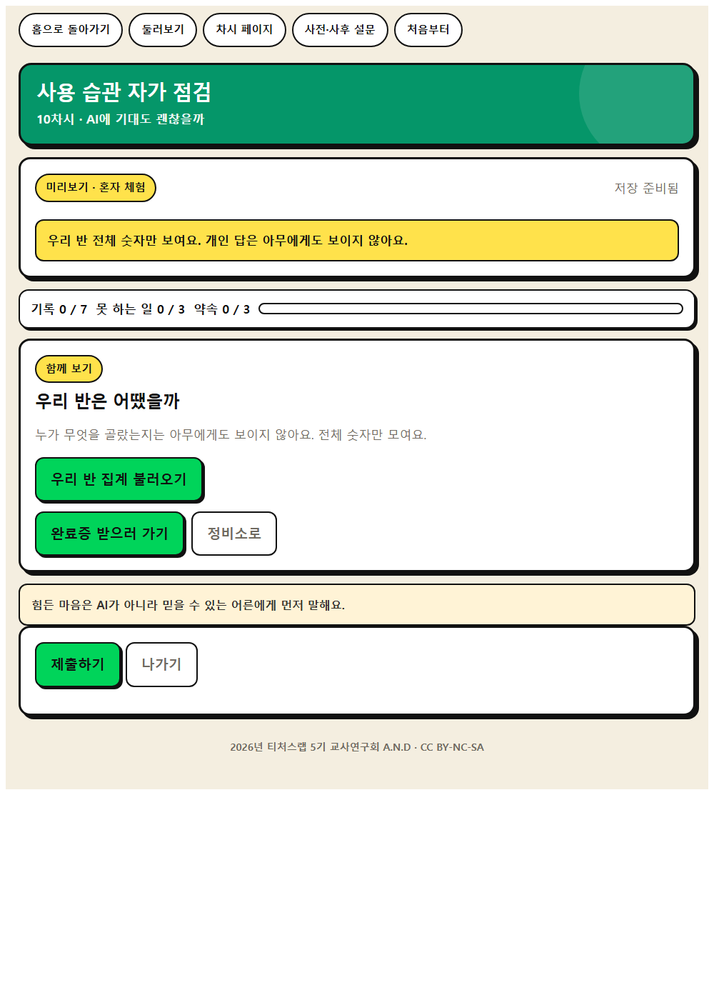 홈으로 돌아가기 둘러보기 차시 페이지 사전·사후 설문 처음부터
사용 습관 자가 점검
10차시 · AI에 기대도 괜찮을까
미리보기 · 혼자 체험 저장 준비됨
우리 반 전체 숫자만 보여요. 개인 답은 아무에게도 보이지 않아요.
기록 0 / 7 못 하는 일 0 / 3 약속 0 / 3
함께 보기
우리 반은 어땠을까
누가 무엇을 골랐는지는 아무에게도 보이지 않아요. 전체 숫자만 모여요.
우리 반 집계 불러오기
완료증 받으러 가기 정비소로
힘든 마음은 AI가 아니라 믿을 수 있는 어른에게 먼저 말해요.
제출하기 나가기
2026년 티처스랩 5기 교사연구회 A.N.D · CC BY-NC-SA